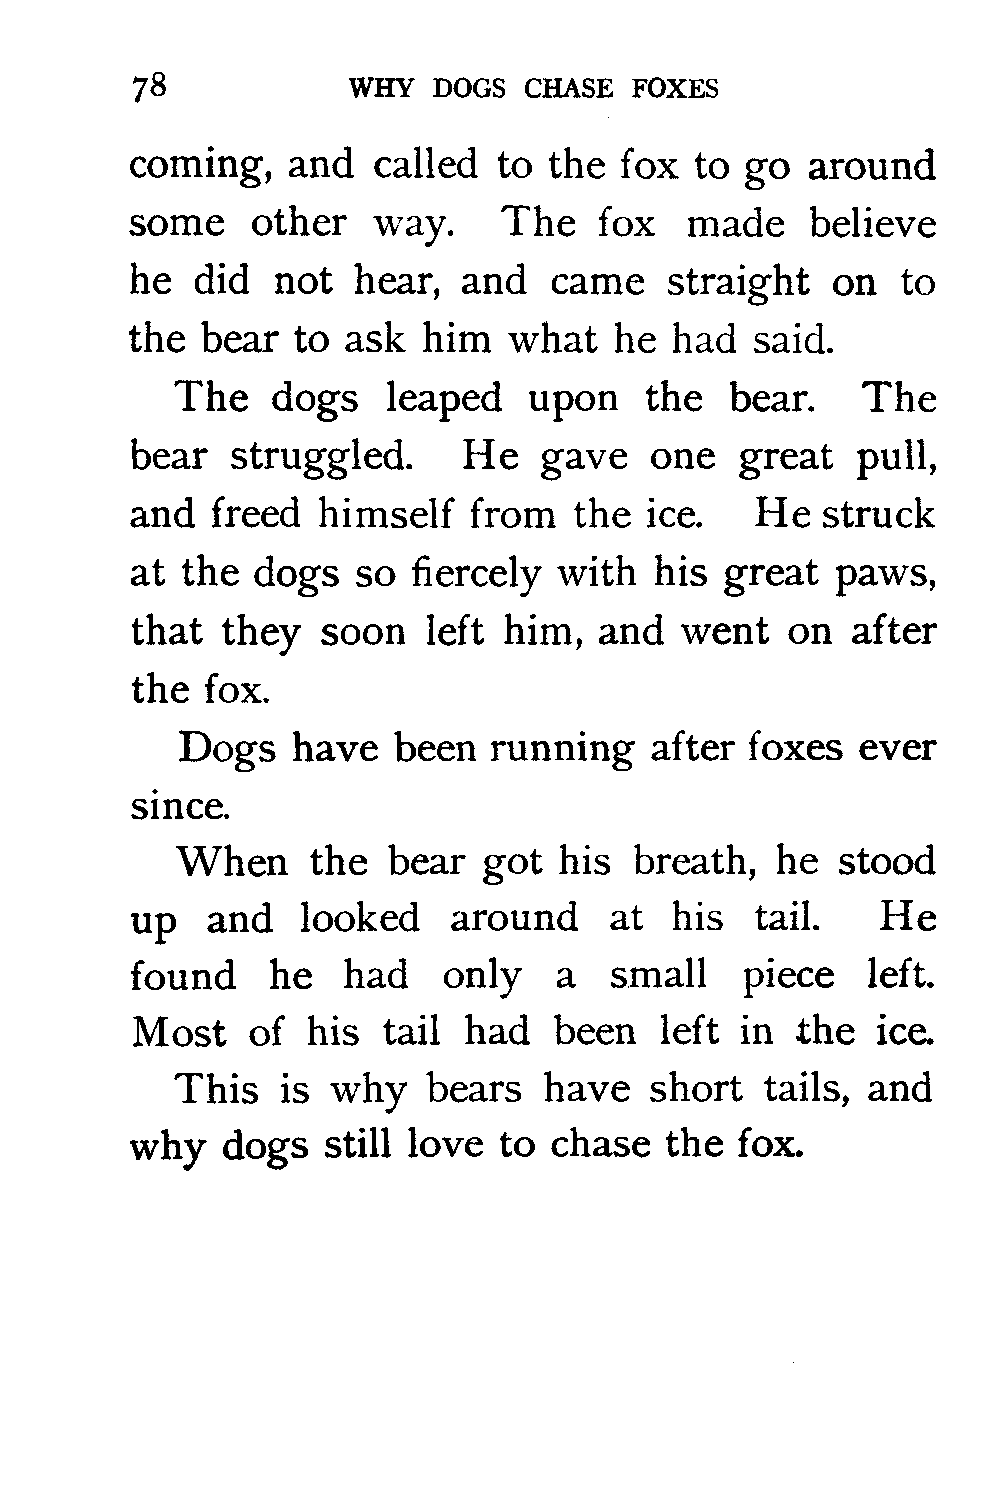 78 WHY DOGS CHASE FOXES
coming, and called to the fox to go around
some other way. The fox made believe
he did not hear, and came straight on to
the bear to ask him what he had said.
The dogs leaped upon the bear. The
bear struggled. He gave one great pull,
and freed himself from the ice. He struck
at the dogs so fiercely with his great paws,
that they soon left him, and went on after
the fox.
Dogs have been running after foxes ever
since.
When the bear got his breath, he stood
up and looked around at his tail. He
found he had only a small piece left.
Most of his tail had been left in the ice.
This is why bears have short tails, and
why dogs still love to chase the fox.